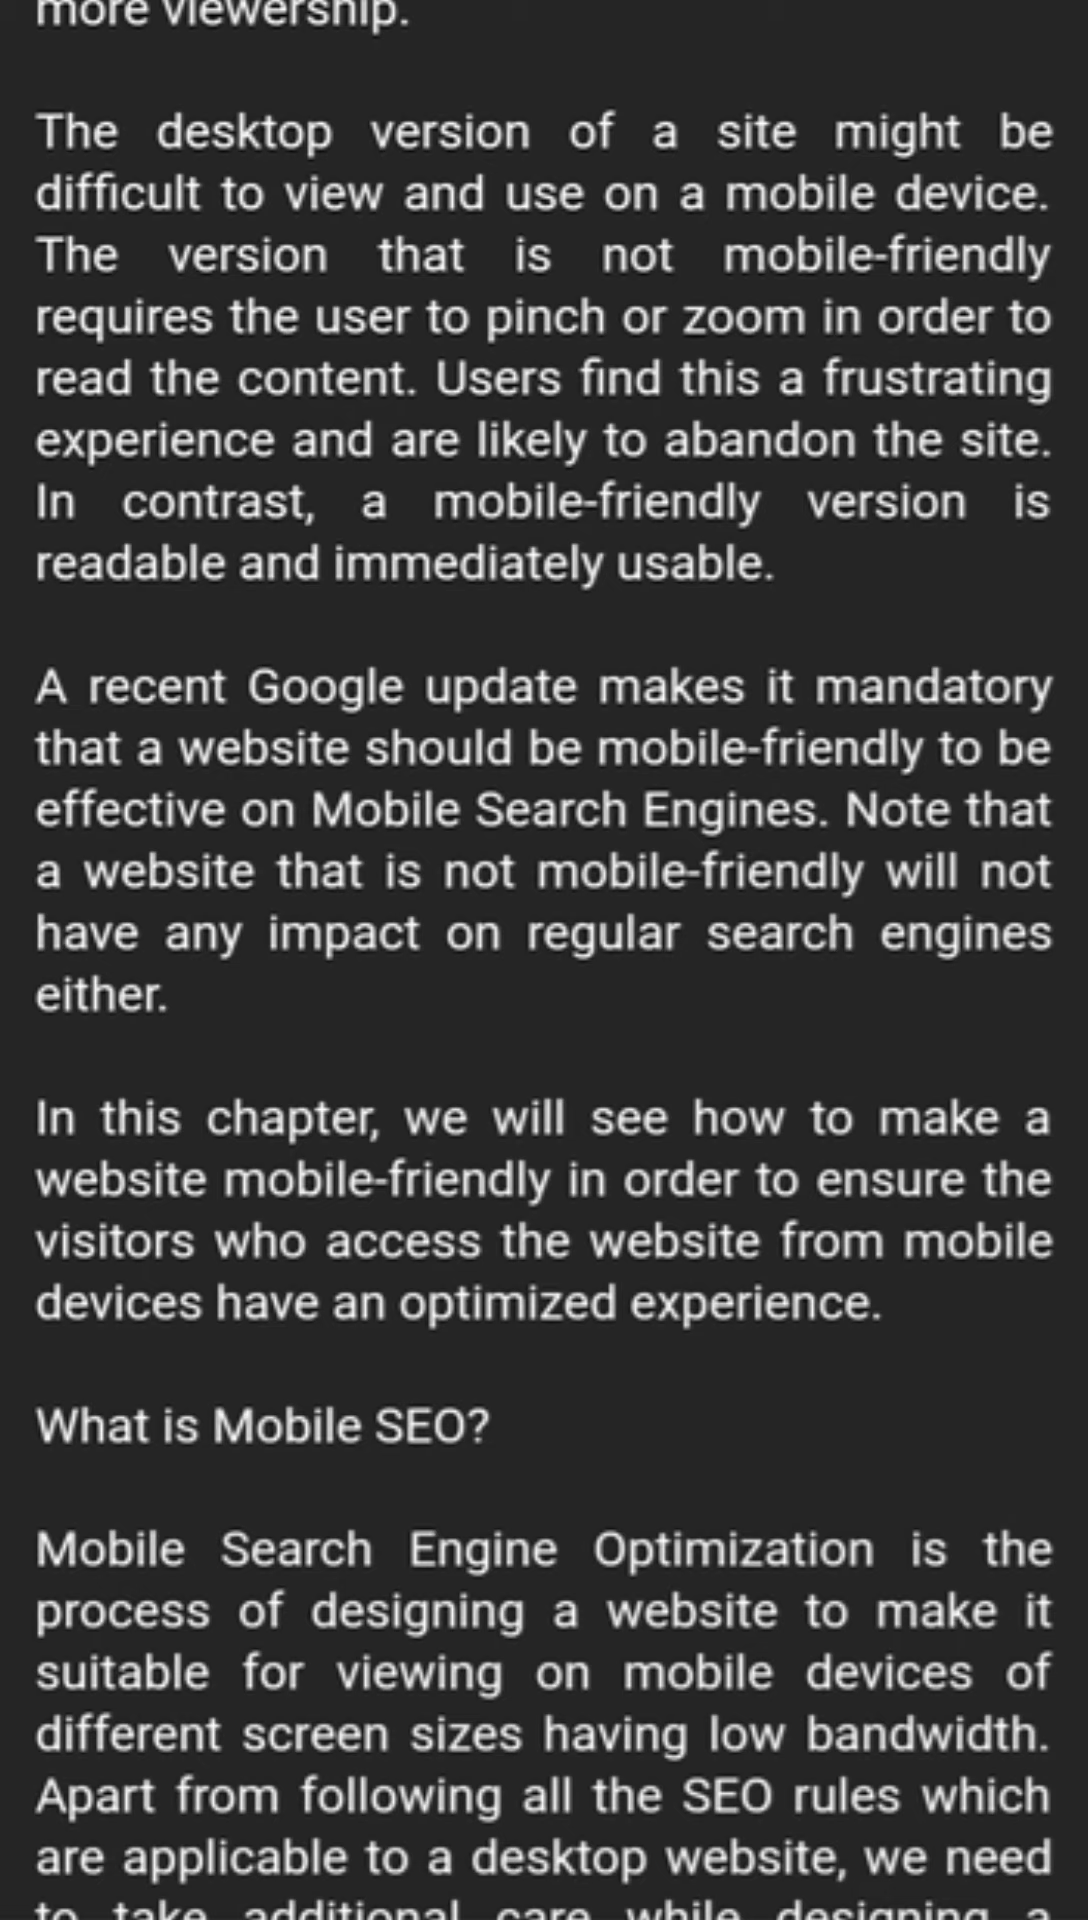 more viewership.
The desktop version of a site might be
difficult to view and use on a mobile device.
The version that is not mobile-friendly
requires the user to pinch or zoom in order to
read the content. Users find this a frustrating
experience and are likely to abandon the site.
In contrast, a mobile-friendly version is
readable and immediately usable.
A recent Google update makes it mandatory
that a website should be mobile-friendly to be
effective on Mobile Search Engines. Note that
a website that is not mobile-friendly will not
have any impact on regular search engines
either.
In this chapter, we will see how to make a
website mobile-friendly in order to ensure the
visitors who access the website from mobile
devices have an optimized experience.
What is Mobile SEO?
Mobile Search Engine Optimization is the
process of designing a website to make it
suitable for viewing on mobile devices of
different screen sizes having low bandwidth.
Apart from following all the SEO rules which
are applicable to a desktop website, we need
to take additional care while designing a